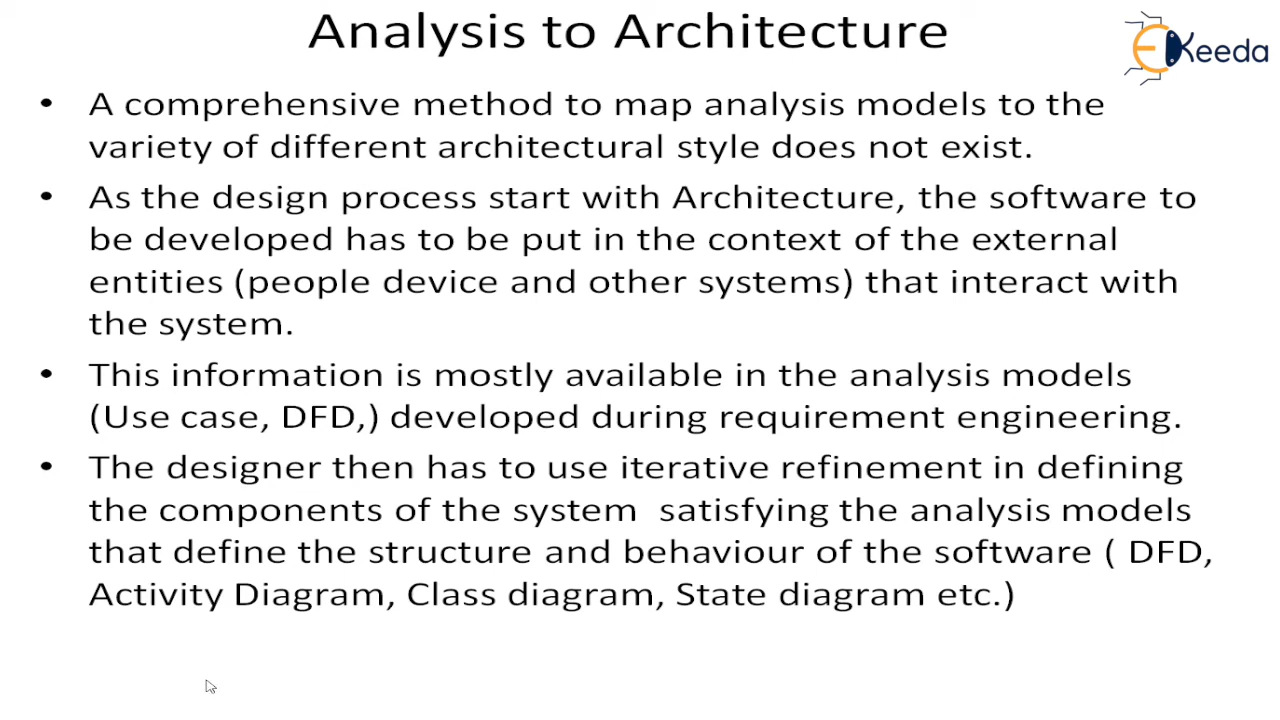 Analysis to Architecture
EKeeda
• A comprehensive method to map analysis models to the
variety of different architectural style does not exist.
• As the design process start with Architecture, the software to
be developed has to be put in the context of the external
entities (people device and other systems) that interact with
the system.
• This information is mostly available in the analysis models
(Use case, DFD,) developed during requirement engineering.
• The designer then has to use iterative refinement in defining
the components of the system  satisfying the analysis models
that define the structure and behaviour of the software ( DFD,
Activity Diagram, Class diagram, State diagram etc.)